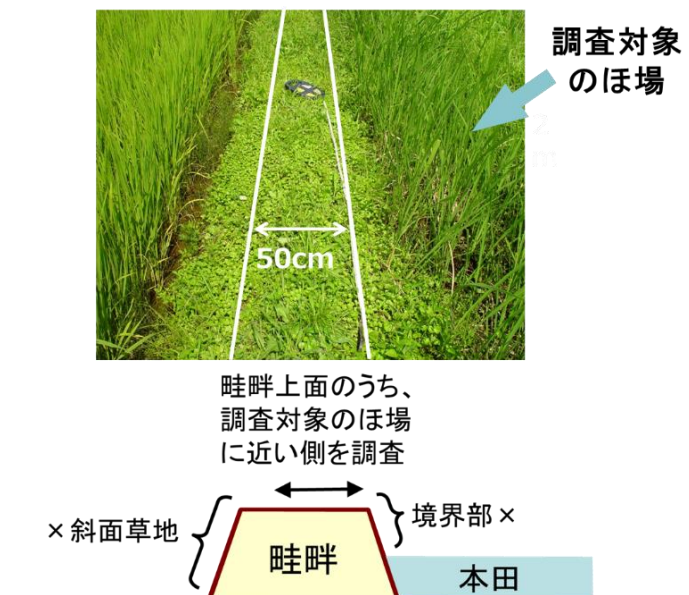 調査対象
のほ場
50cm
畦畔上面のうち、
調査対象のほ場
に近い側を調査
×斜面草地
境界部×
畦畔
本田